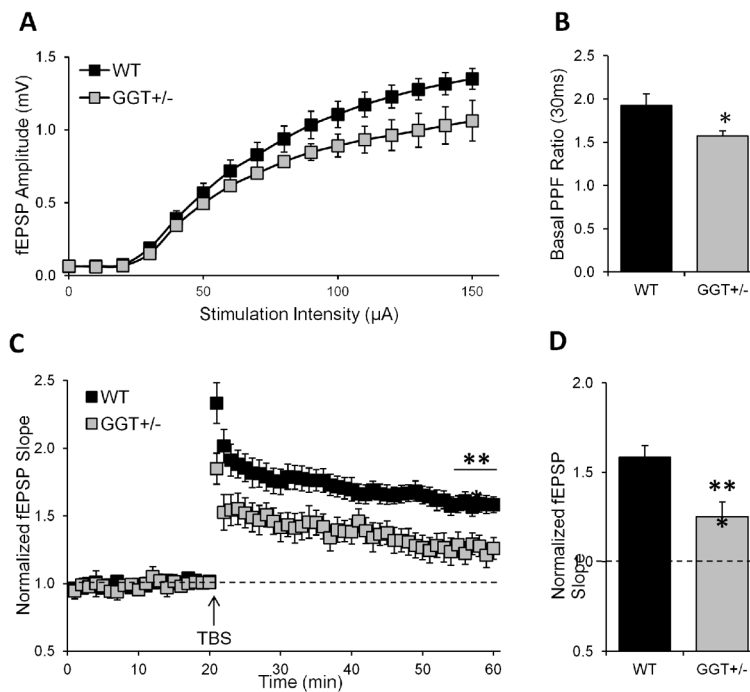 A
fEPSP Amplitude (mV)
1.5
1.0
0.5
0.0
WT
GGT+/-
0
50
100
150
Stimulation Intensity (µA)
B
Basal PPF Ratio (30ms)
2.5
2.0
1.5
1.0
0.5
0.0
*
WT
GGT+/-
C
Normalized fEPSP Slope
2.5
2.0
1.5
1.0
0.5
WT
GGT+/-
**
*
TBS
0
10
20
30
40
50
60
Time (min)
D
Normalized fEPSP
Slope
2.0
1.5
1.0
0.5
**
*
WT
GGT+/-